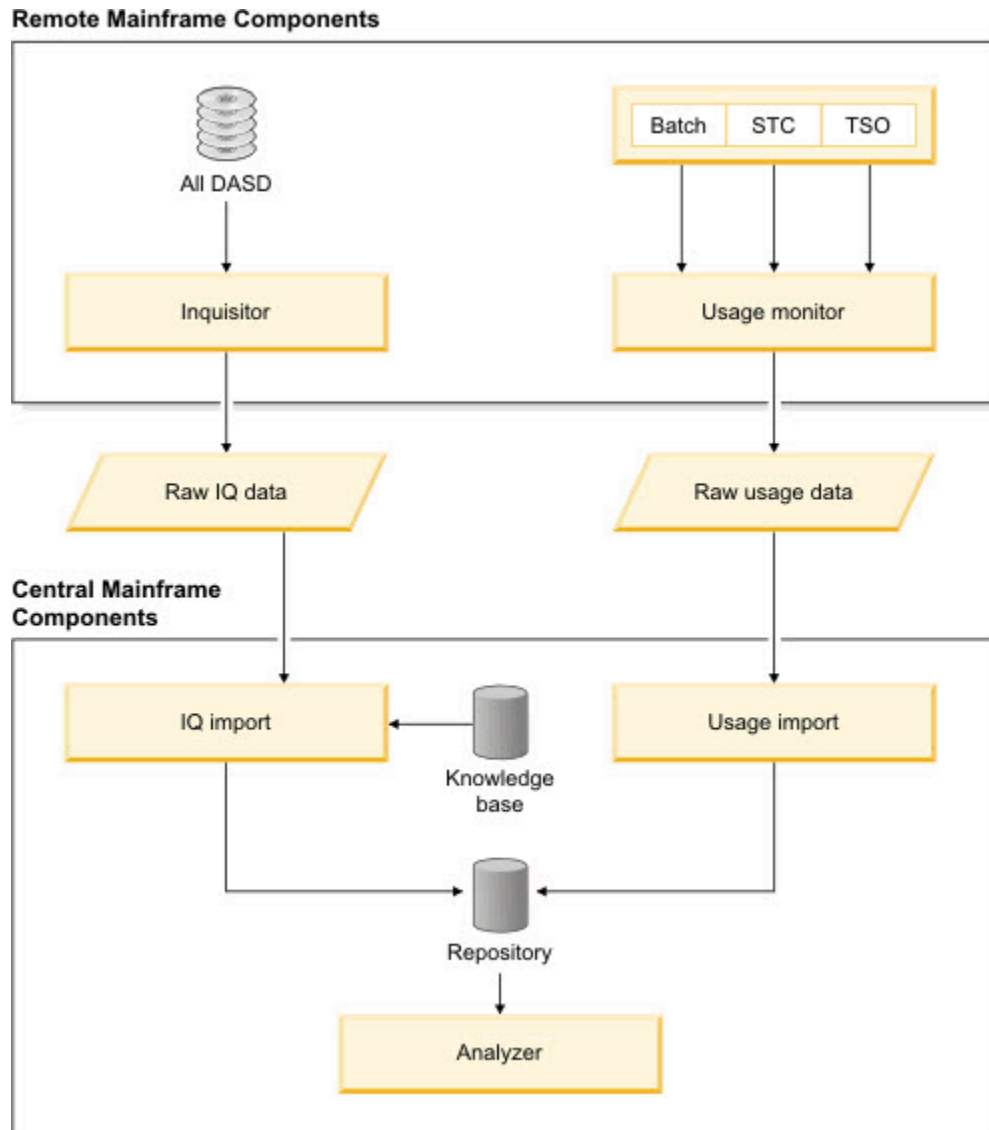 Remote Mainframe Components
Batch STC TSO
All DASD
Inquisitor Usage monitor
Raw IQ data Raw usage data
Central Mainframe
Components
IQ import Usage import
Knowledge
base
Repository
Analyzer